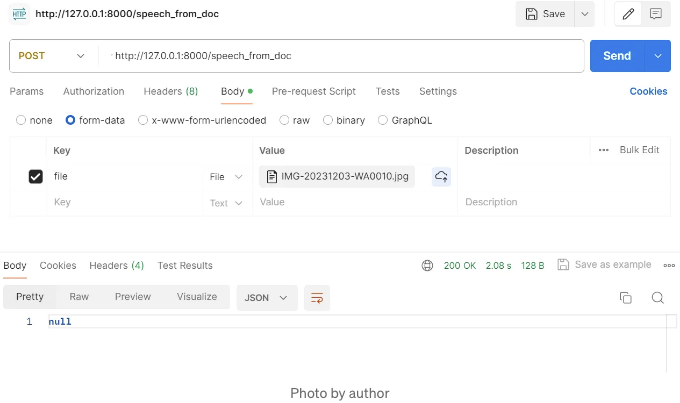 HTTP http://127.0.0.1:8000/speech_from_doc Save
POST http://127.0.0.1:8000/speech_from_doc Send
Params Authorization Headers (8) Body Pre-request Script Tests Settings Cookies
none form-data x-www-form-urlencoded raw binary GraphQL
Key Value Description Bulk Edit
file File IMG-20231203-WA0010.jpg
Key Text Value Description
Body Cookies Headers (4) Test Results 200 OK 2.08 s 128 B Save as example
Pretty Raw Preview Visualize JSON
1 null
Photo by author